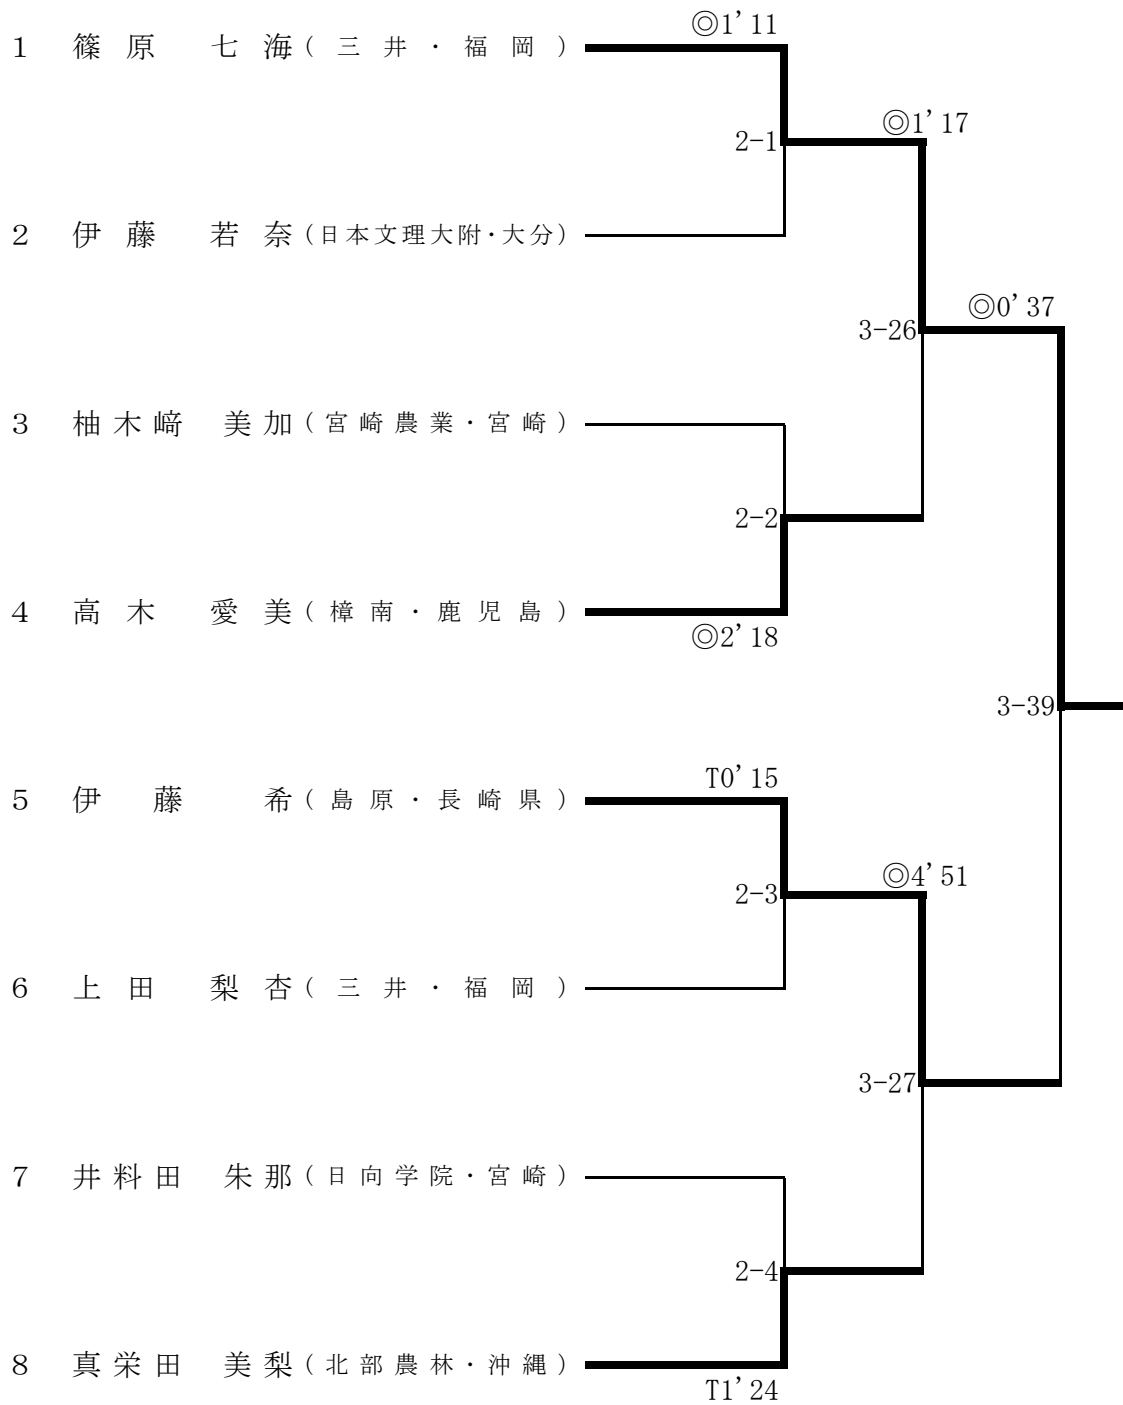 ◎1’11
1 篠原 七海(三井・福岡)
◎1’17
2-1
2 伊藤 若奈(日本文理大附・大分)
◎0’37
3-26
3 柚木﨑 美加(宮崎農業・宮崎)
2-2
4 高木 愛美(樟南・鹿児島)
◎2’18
3-39
T0’15
5 伊藤 希(島原・長崎県)
◎4’51
2-3
6 上田 梨杏(三井・福岡)
3-27
7 井料田 朱那(日向学院・宮崎)
2-4
8 真栄田 美梨(北部農林・沖縄)
T1’24